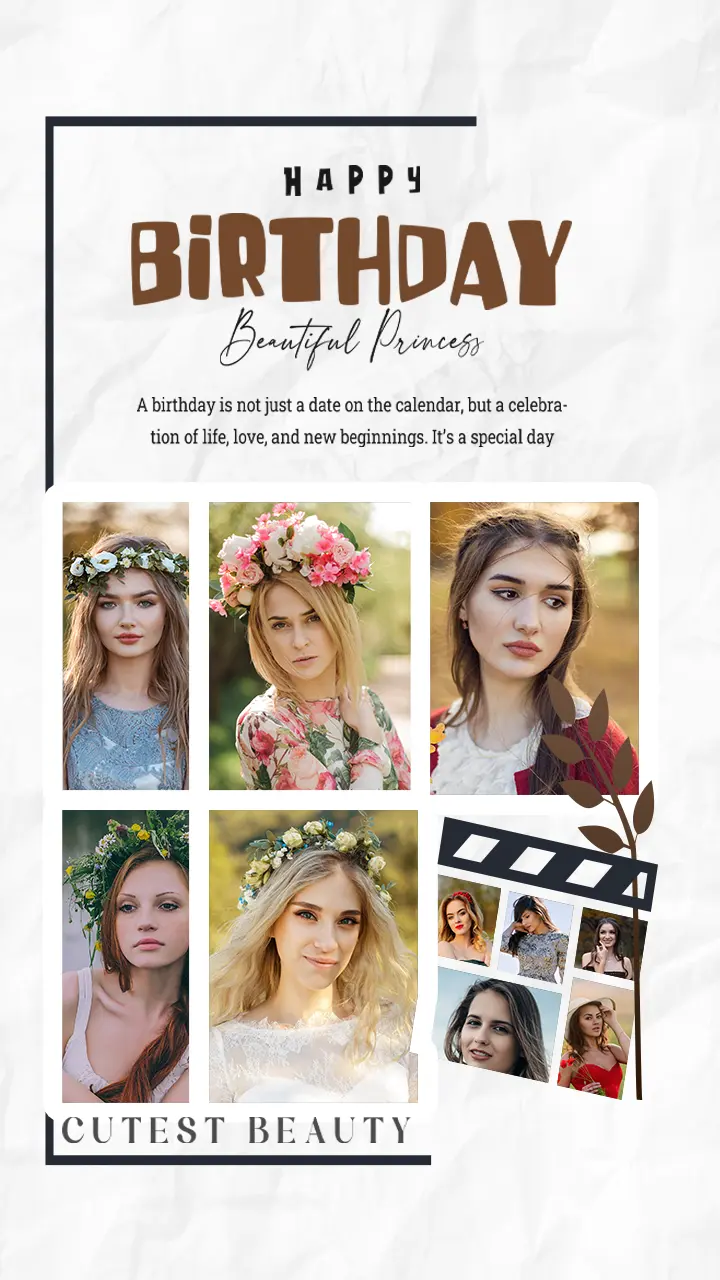 HAPPY
BiRTHDAY
Beautiful Princess
A birthday is not just a date on the calendar, but a celebra-
tion of life, love, and new beginnings. It's a special day
CUTEST BEAUTY